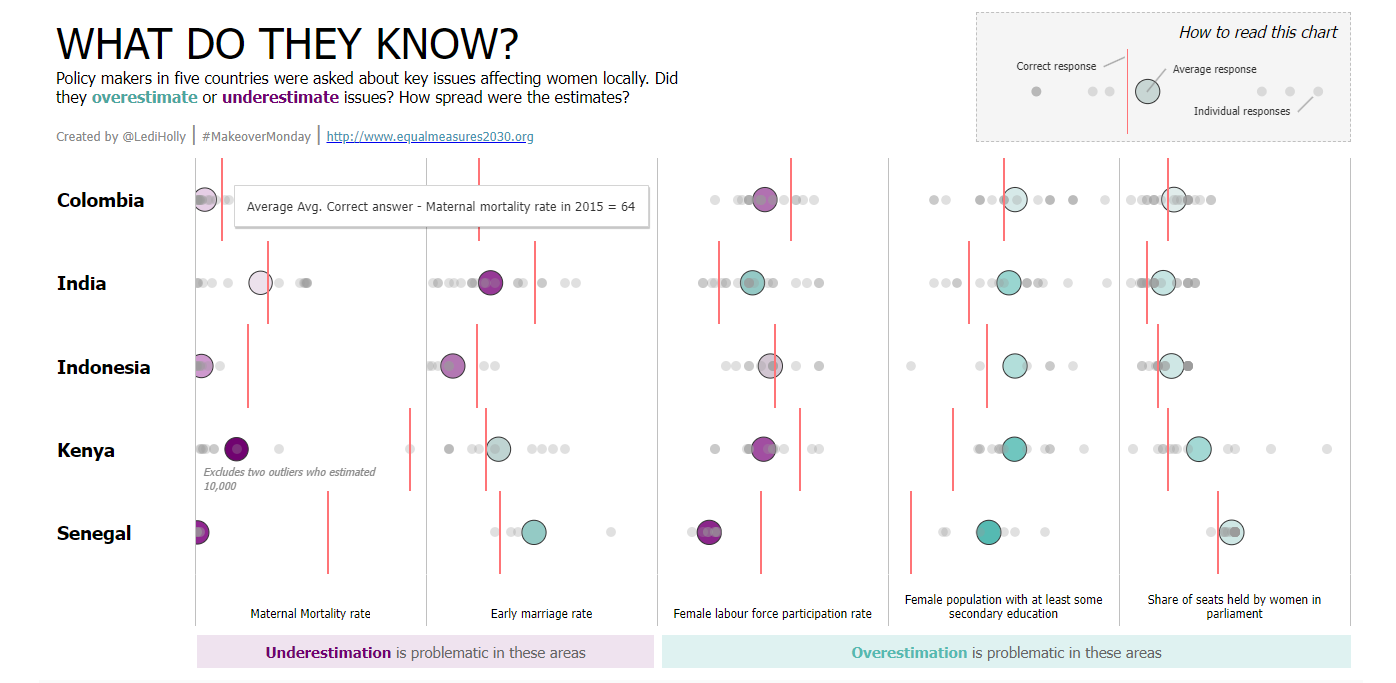 WHAT DO THEY KNOW?
Policy makers in five countries were asked about key issues affecting women locally. Did
they overestimate or underestimate issues? How spread were the estimates?
Created by @LediHolly | #MakeoverMonday | http://www.equalmeasures2030.org
How to read this chart
Correct response
Average response
Individual responses
Colombia
Average Avg. Correct answer - Maternal mortality rate in 2015 = 64
India
Indonesia
Kenya
Excludes two outliers who estimated
10,000
Senegal
Maternal Mortality rate
Early marriage rate
Female labour force participation rate
Female population with at least some
secondary education
Share of seats held by women in
parliament
Underestimation is problematic in these areas
Overestimation is problematic in these areas